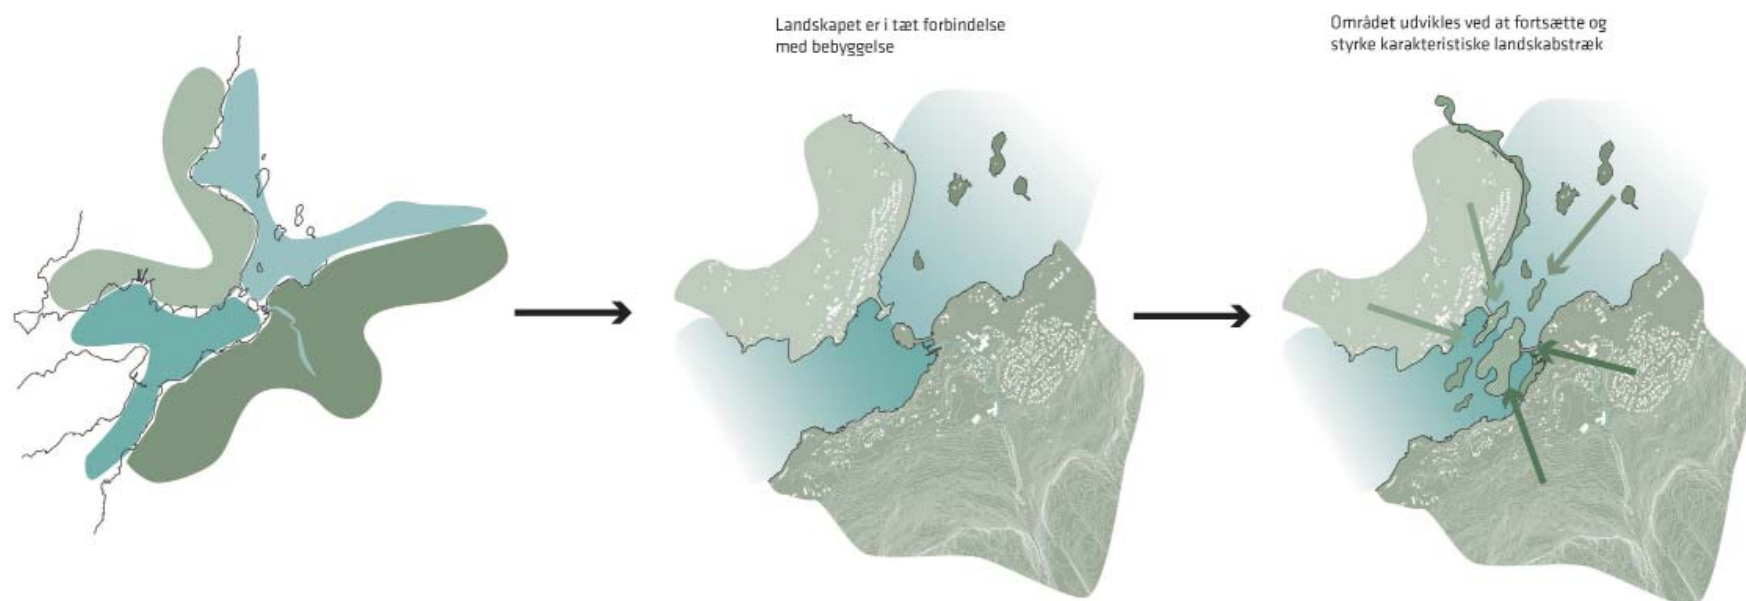 Landskapet er i tæt forbindelse
med bebyggelse
Området udvikles ved at fortsætte og
styrke karakteristiske landskabstræk